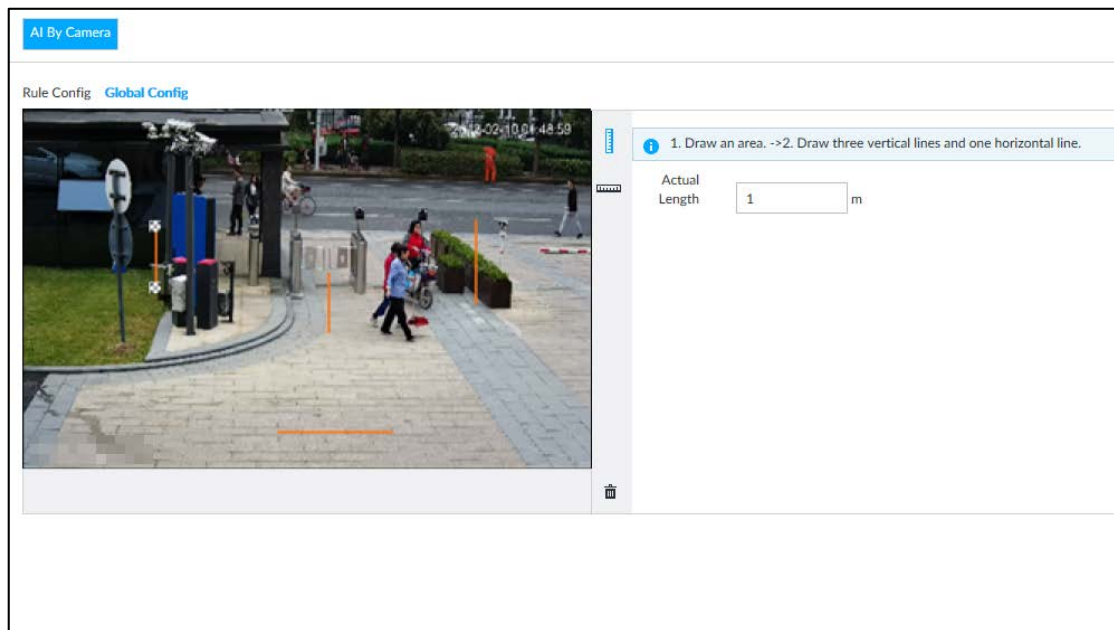 AI By Camera
Rule Config Global Config
1. Draw an area. ->2. Draw three vertical lines and one horizontal line.
Actual
Length
1
m